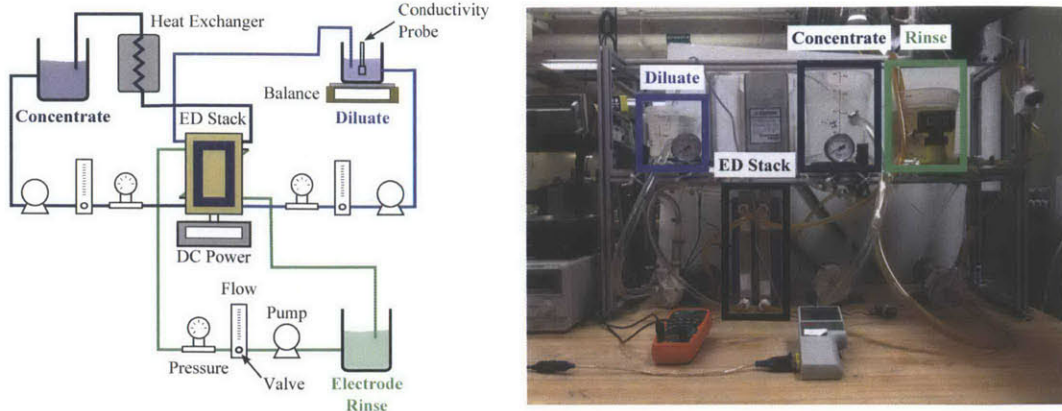 Heat Exchanger
Conductivity
Probe
Concentrate
ED Stack
Balance
Diluate
DC Power
Flow
Pump
Pressure
Valve
Electrode
Rinse
Concentrate
Rinse
Diluate
ED Stack